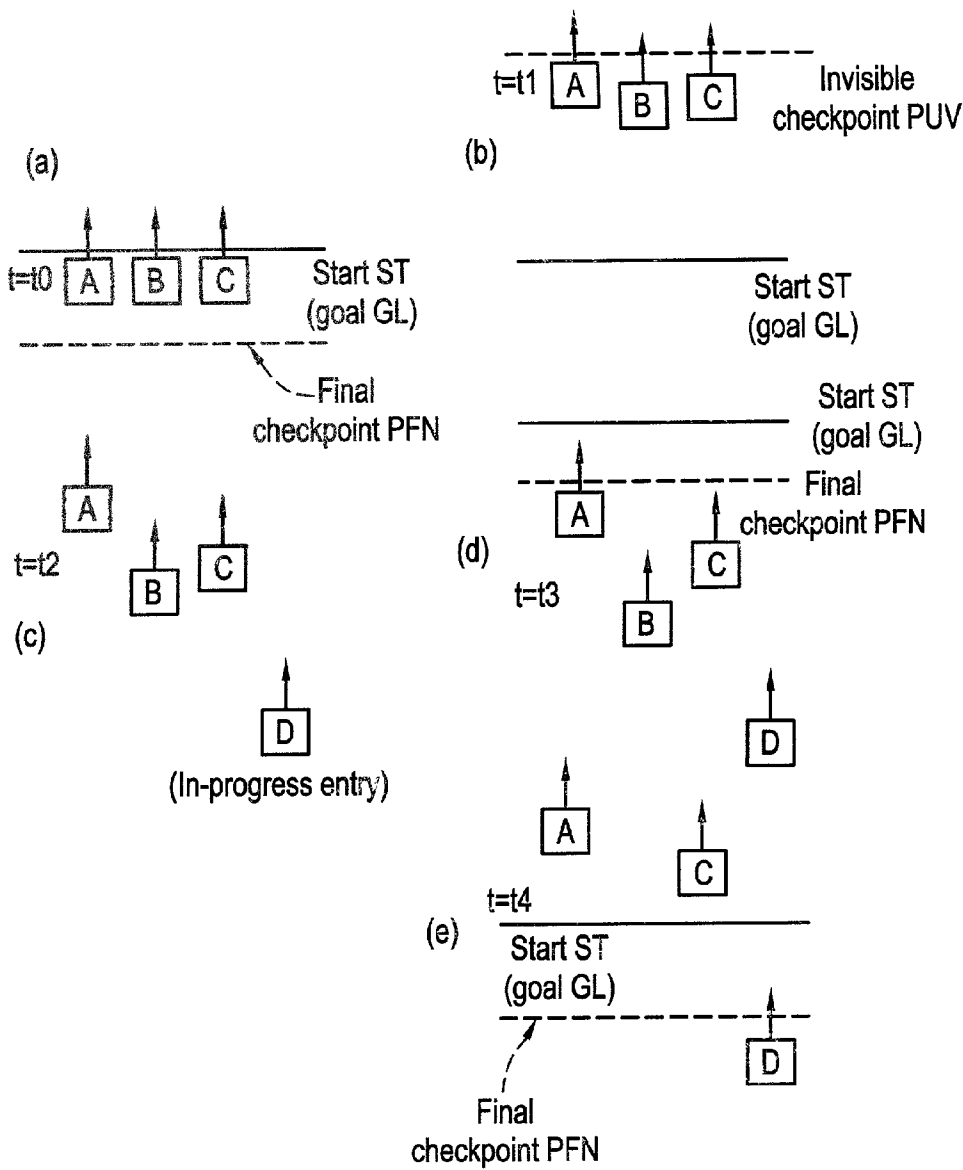 (a)
t=t0
A
B
C
Start ST
(goal GL)
Final
checkpoint PFN
t=t1
A
B
C
Invisible
checkpoint PUV
(b)
Start ST
(goal GL)
A
B
C
t=t2
(c)
D
(In-progress entry)
Start ST
(goal GL)
Final
checkpoint PFN
A
C
(d)
t=t3
B
D
A
C
t=t4
(e)
Start ST
(goal GL)
D
Final
checkpoint PFN